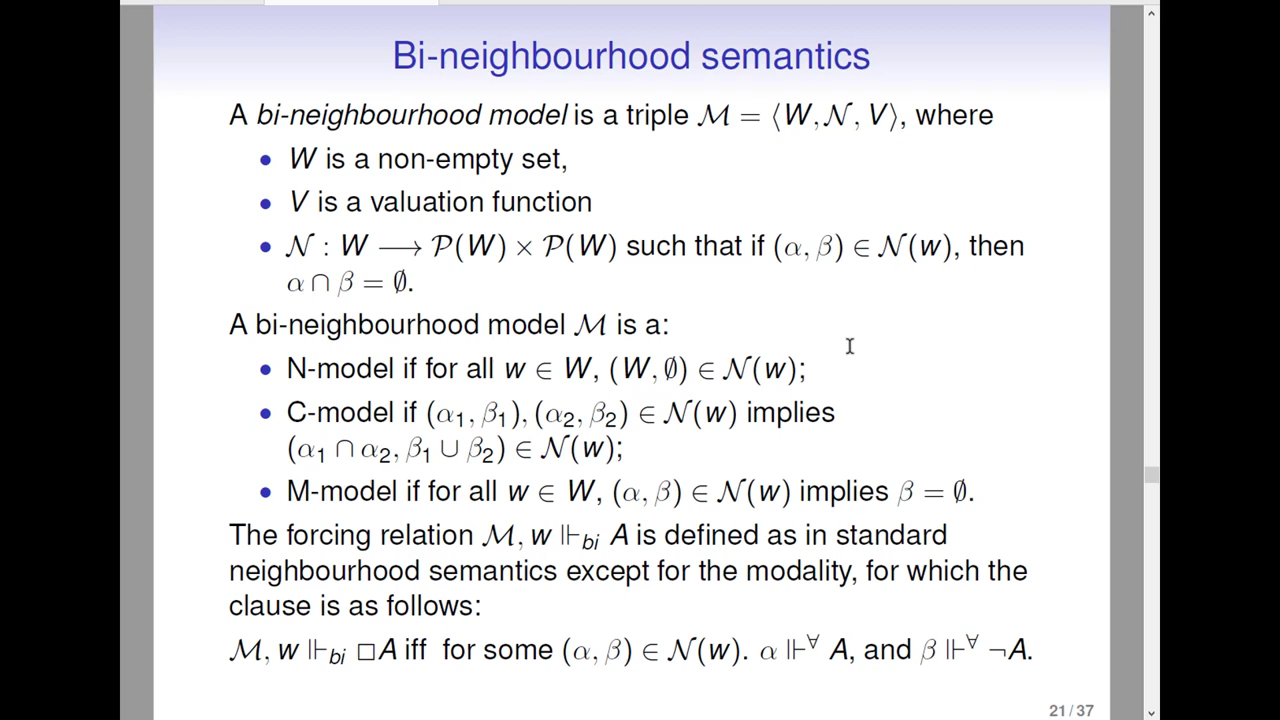 Bi-neighbourhood semantics
A bi-neighbourhood model is a triple ℳ = ⟨W, 𝒩, V⟩, where
• W is a non-empty set,
• V is a valuation function
• 𝒩 : W ⟶ 𝒫(W) × 𝒫(W) such that if (α, β) ∈ 𝒩(w), then
α ∩ β = ∅.
A bi-neighbourhood model ℳ is a:
• N-model if for all w ∈ W, (W, ∅) ∈ 𝒩(w);
• C-model if (α₁, β₁), (α₂, β₂) ∈ 𝒩(w) implies
(α₁ ∩ α₂, β₁ ∪ β₂) ∈ 𝒩(w);
• M-model if for all w ∈ W, (α, β) ∈ 𝒩(w) implies β = ∅.
The forcing relation ℳ, w ⊩_bi A is defined as in standard
neighbourhood semantics except for the modality, for which the
clause is as follows:
ℳ, w ⊩_bi □A iff for some (α, β) ∈ 𝒩(w). α ⊩^∀ A, and β ⊩^∀ ¬A.
21 / 37